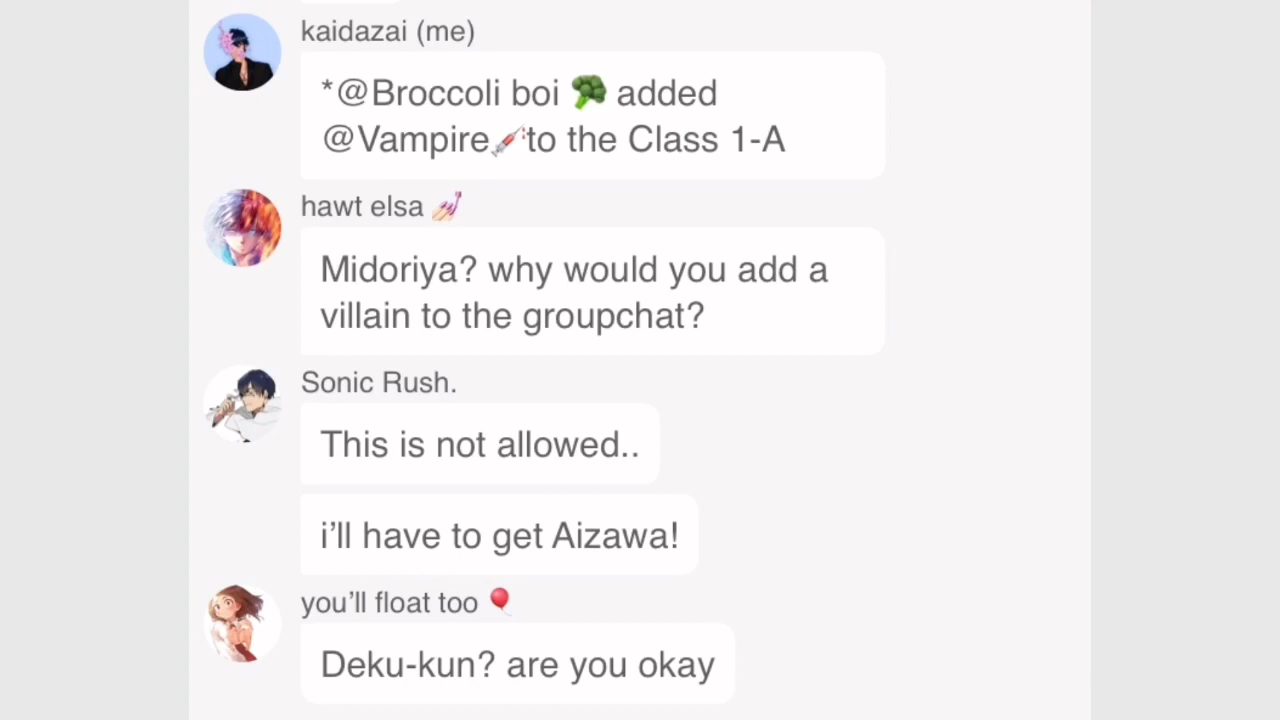 kaidazai (me)
*@Broccoli boi 🥦 added
@Vampire💉to the Class 1-A
hawt elsa 💅🏻
Midoriya? why would you add a
villain to the groupchat?
Sonic Rush.
This is not allowed..
i’ll have to get Aizawa!
you’ll float too 🎈
Deku-kun? are you okay